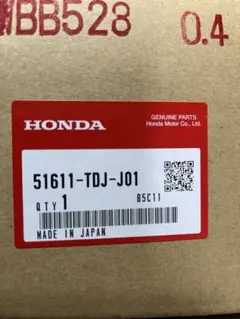 WBB528 0.4
GENUINE PARTS
HONDA Honda Motor Co., Ltd.
51611-TDJ-J01
QTY 1 B5C11
MADE IN JAPAN